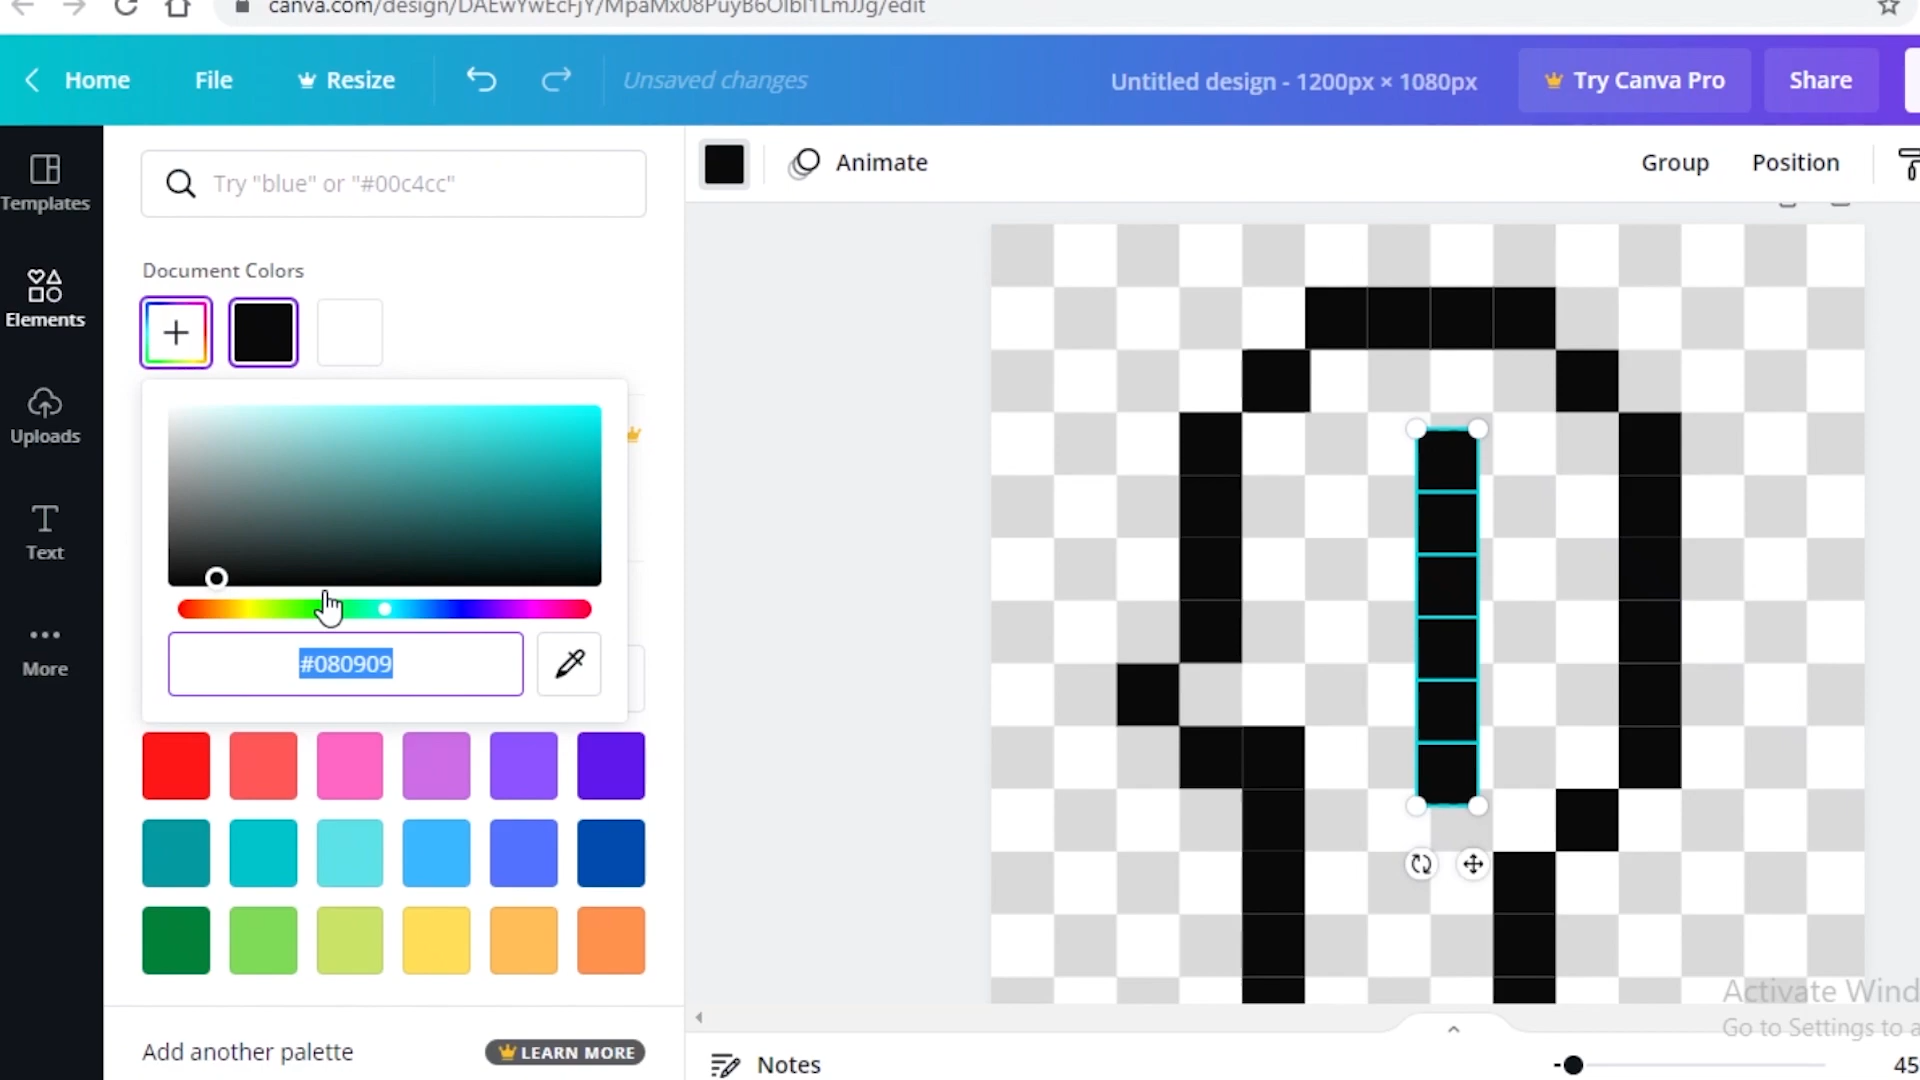 canva.com/design/DAEwYwEcFjY/MpaMx08PuyB6OIbl1LmJJg/edit
Home File Resize Unsaved changes Untitled design - 1200px × 1080px Try Canva Pro Share
Try "blue" or "#00c4cc"
Animate Group Position
Templates
Document Colors
Elements
Uploads
Text
More
#080909
Add another palette LEARN MORE
Activate Wind
Go to Settings to a
Notes 45